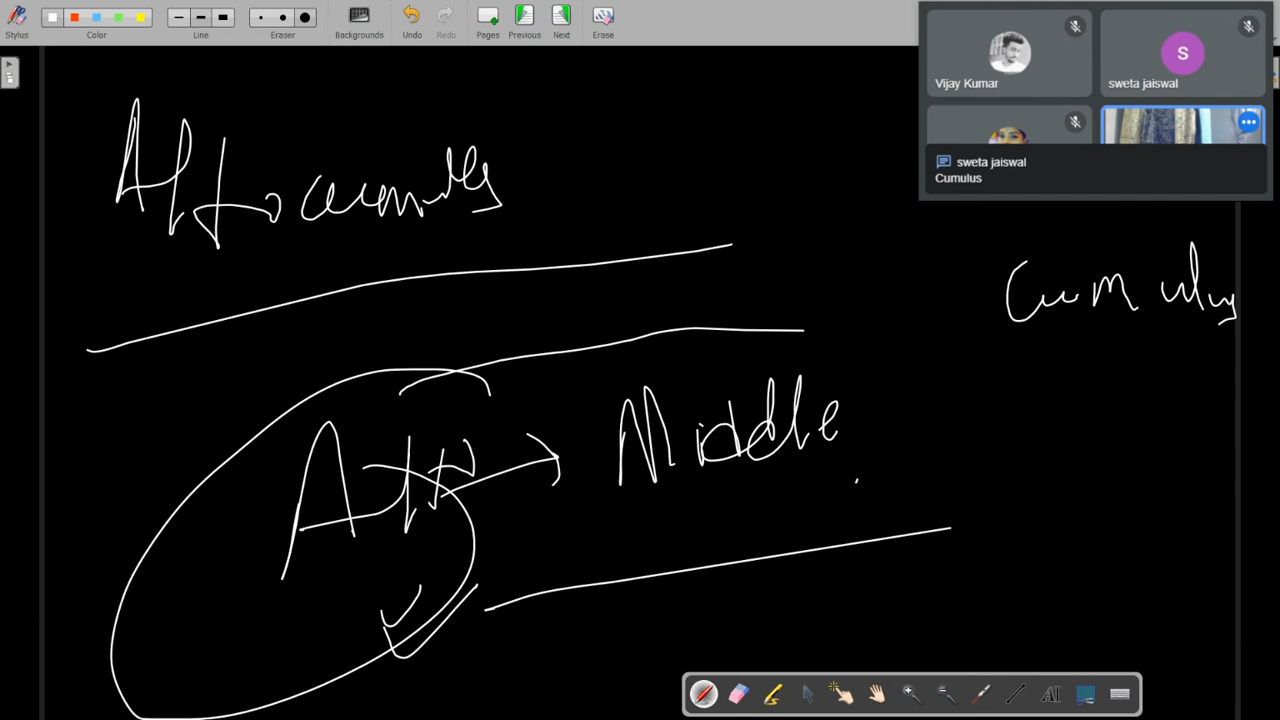 Stylus
Color
Line
Eraser
Backgrounds
Undo
Redo
Pages
Previous
Next
Erase
Vijay Kumar
S
sweta jaiswal
sweta jaiswal
Cumulus
Altocumulus
Cumulus
Alto → Middle